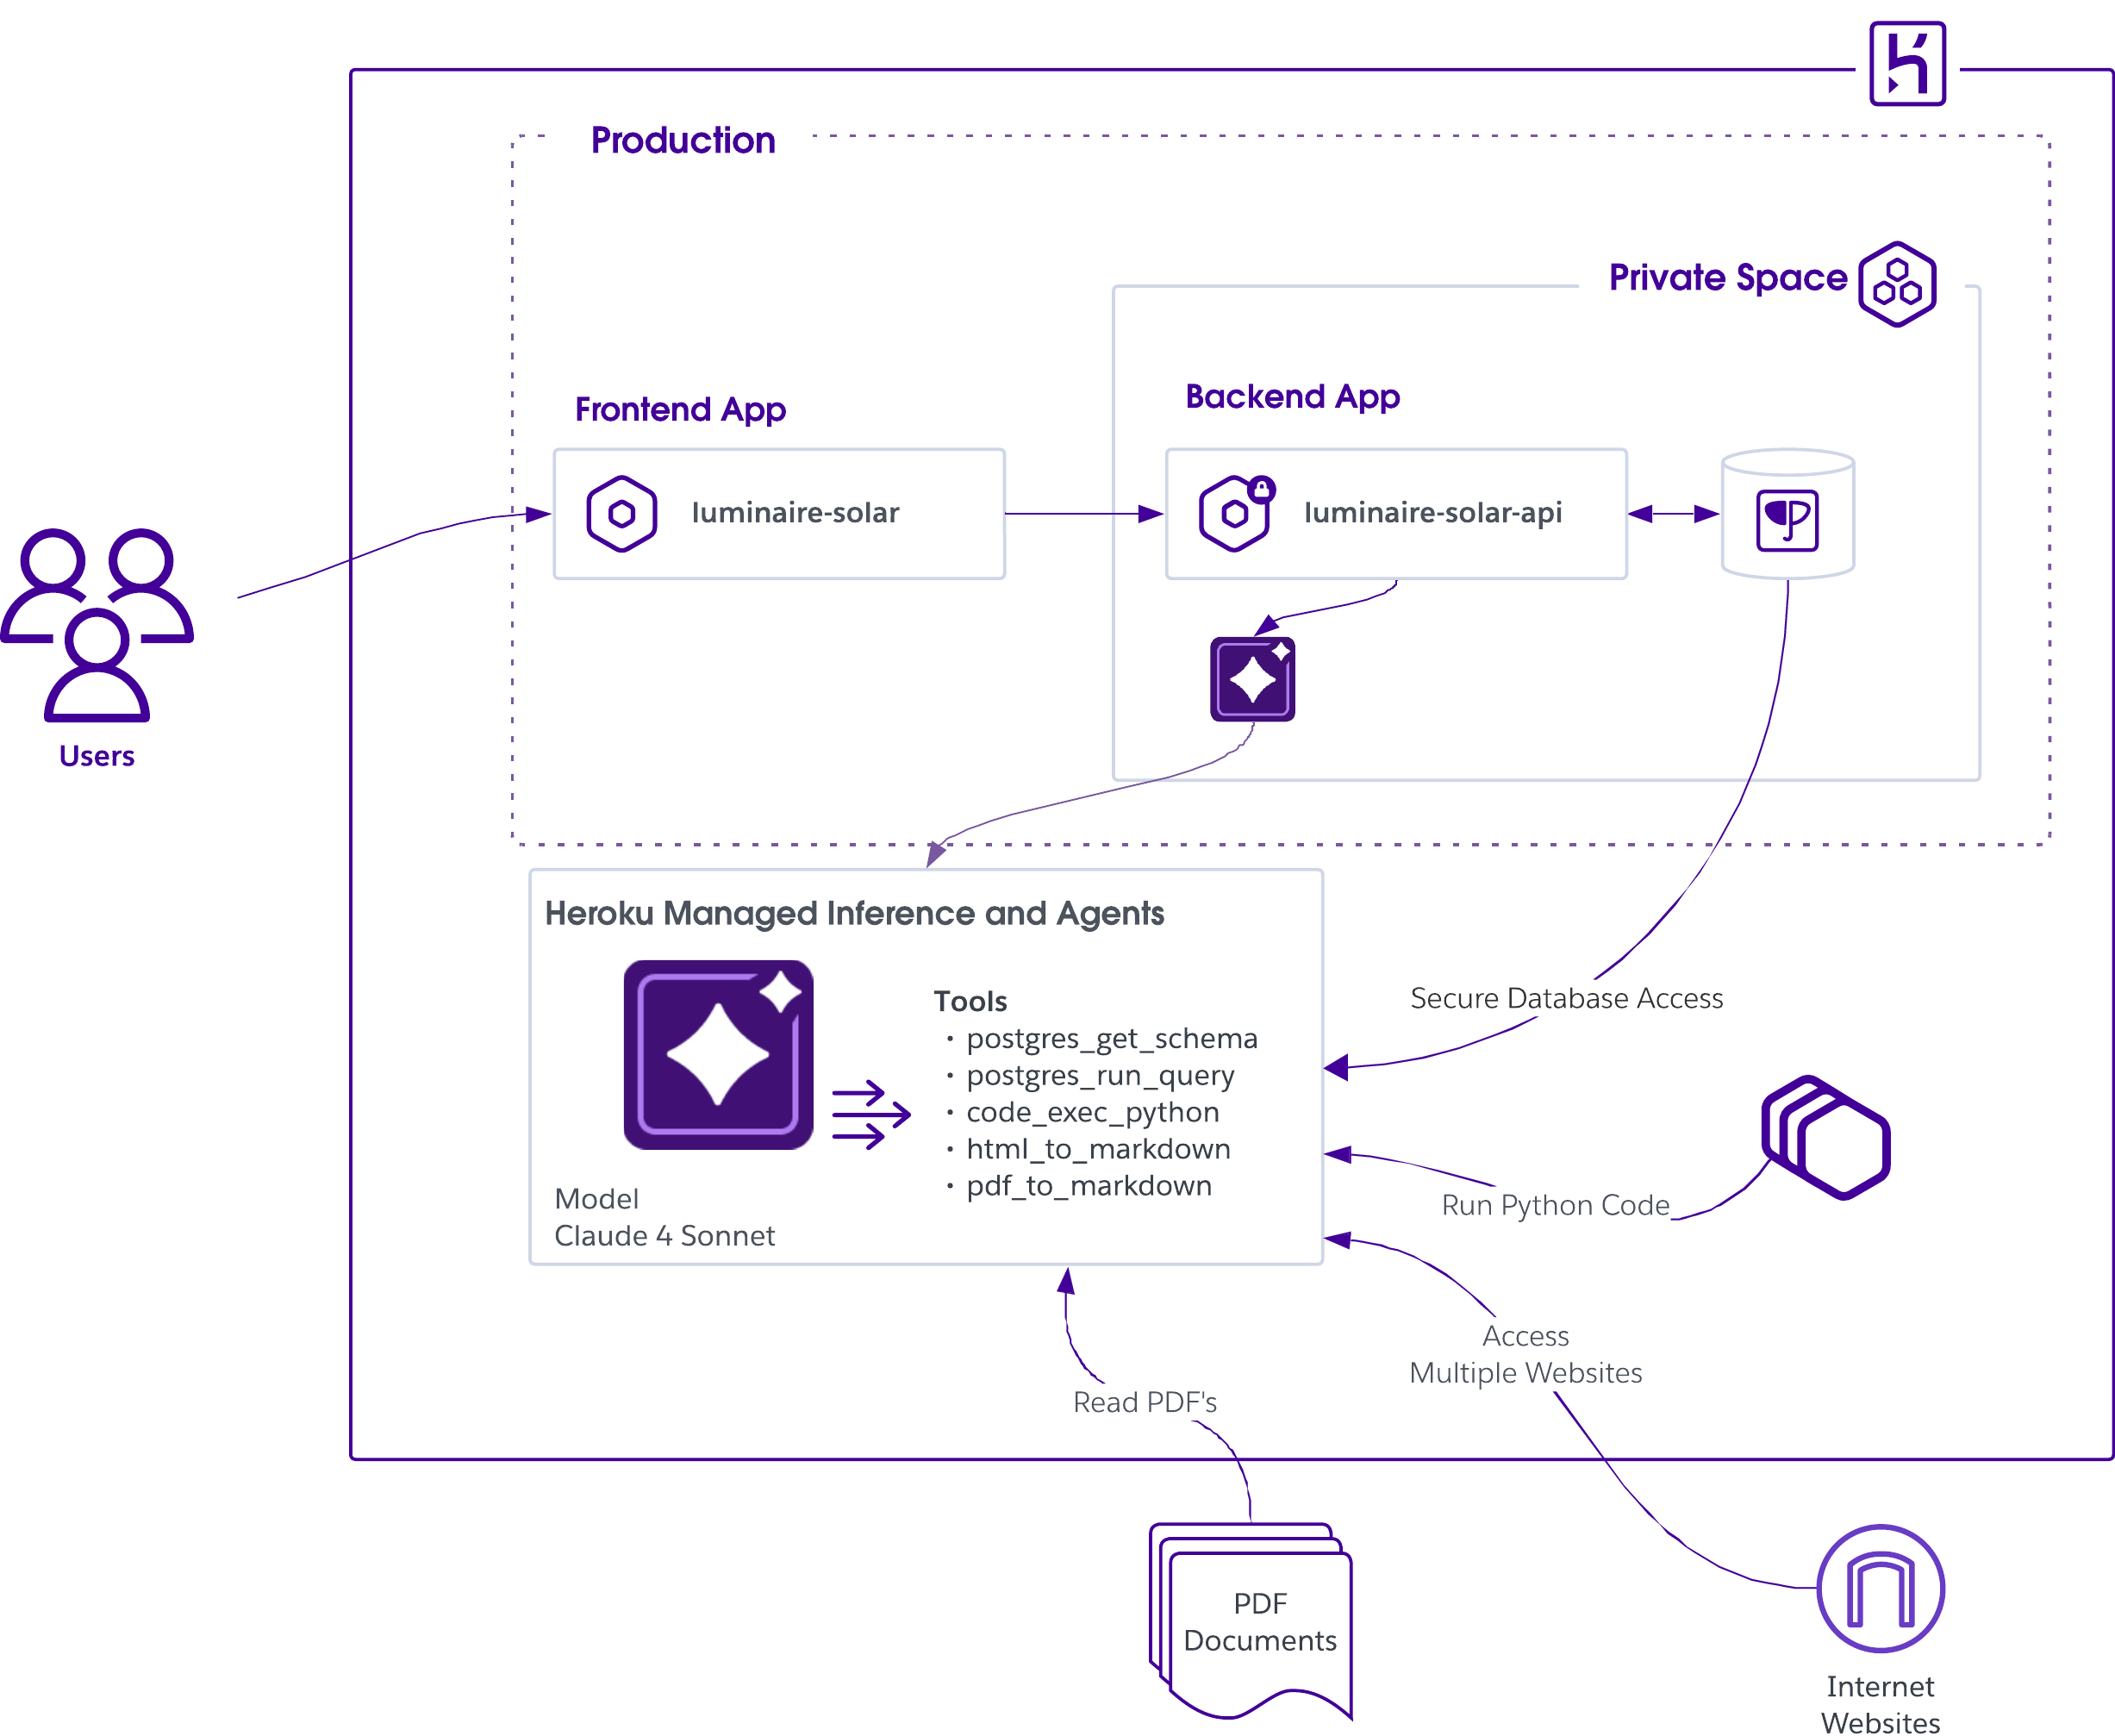 Production
Private Space
Frontend App
Backend App
luminaire-solar
luminaire-solar-api
Users
Heroku Managed Inference and Agents
Tools
• postgres_get_schema
• postgres_run_query
• code_exec_python
• html_to_markdown
• pdf_to_markdown
Model
Claude 4 Sonnet
Secure Database Access
Run Python Code
Access
Multiple Websites
Read PDF's
PDF
Documents
Internet
Websites